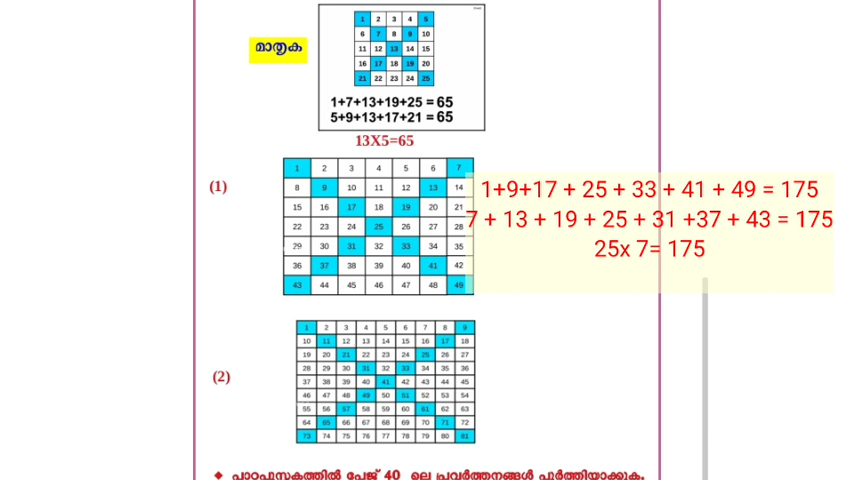 മാതൃക
1 2 3 4 5
6 7 8 9 10
11 12 13 14 15
16 17 18 19 20
21 22 23 24 25
1+7+13+19+25 = 65
5+9+13+17+21 = 65
13X5=65
(1)
1 2 3 4 5 6 7
8 9 10 11 12 13 14
15 16 17 18 19 20 21
22 23 24 25 26 27 28
29 30 31 32 33 34 35
36 37 38 39 40 41 42
43 44 45 46 47 48 49
1+9+17 + 25 + 33 + 41 + 49 = 175
7 + 13 + 19 + 25 + 31 +37 + 43 = 175
25x 7= 175
(2)
1 2 3 4 5 6 7 8 9
10 11 12 13 14 15 16 17 18
19 20 21 22 23 24 25 26 27
28 29 30 31 32 33 34 35 36
37 38 39 40 41 42 43 44 45
46 47 48 49 50 51 52 53 54
55 56 57 58 59 60 61 62 63
64 65 66 67 68 69 70 71 72
73 74 75 76 77 78 79 80 81
◆ പാഠപുസ്തകത്തിൽ പേജ് 40 ലെ പ്രവർത്തനങ്ങൾ പൂർത്തിയാക്കുക.